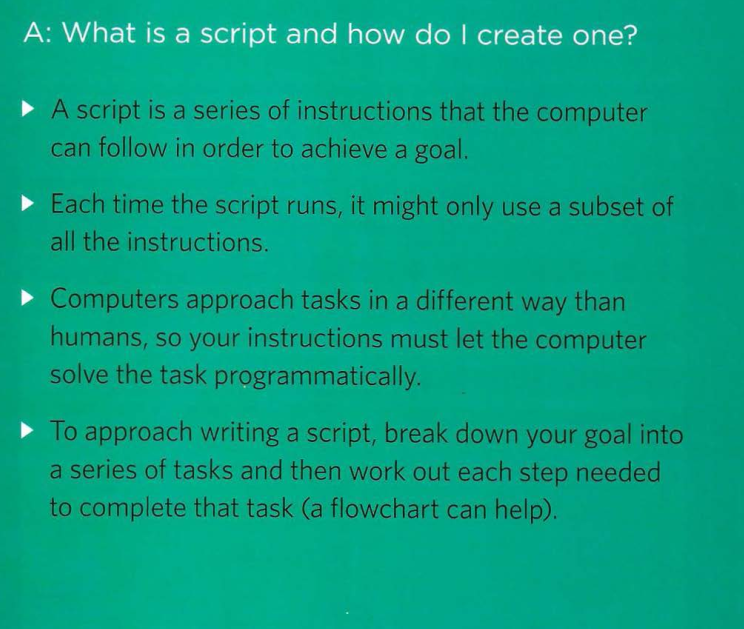 A: What is a script and how do I create one?
▶ A script is a series of instructions that the computer
can follow in order to achieve a goal.
▶ Each time the script runs, it might only use a subset of
all the instructions.
▶ Computers approach tasks in a different way than
humans, so your instructions must let the computer
solve the task programmatically.
▶ To approach writing a script, break down your goal into
a series of tasks and then work out each step needed
to complete that task (a flowchart can help).